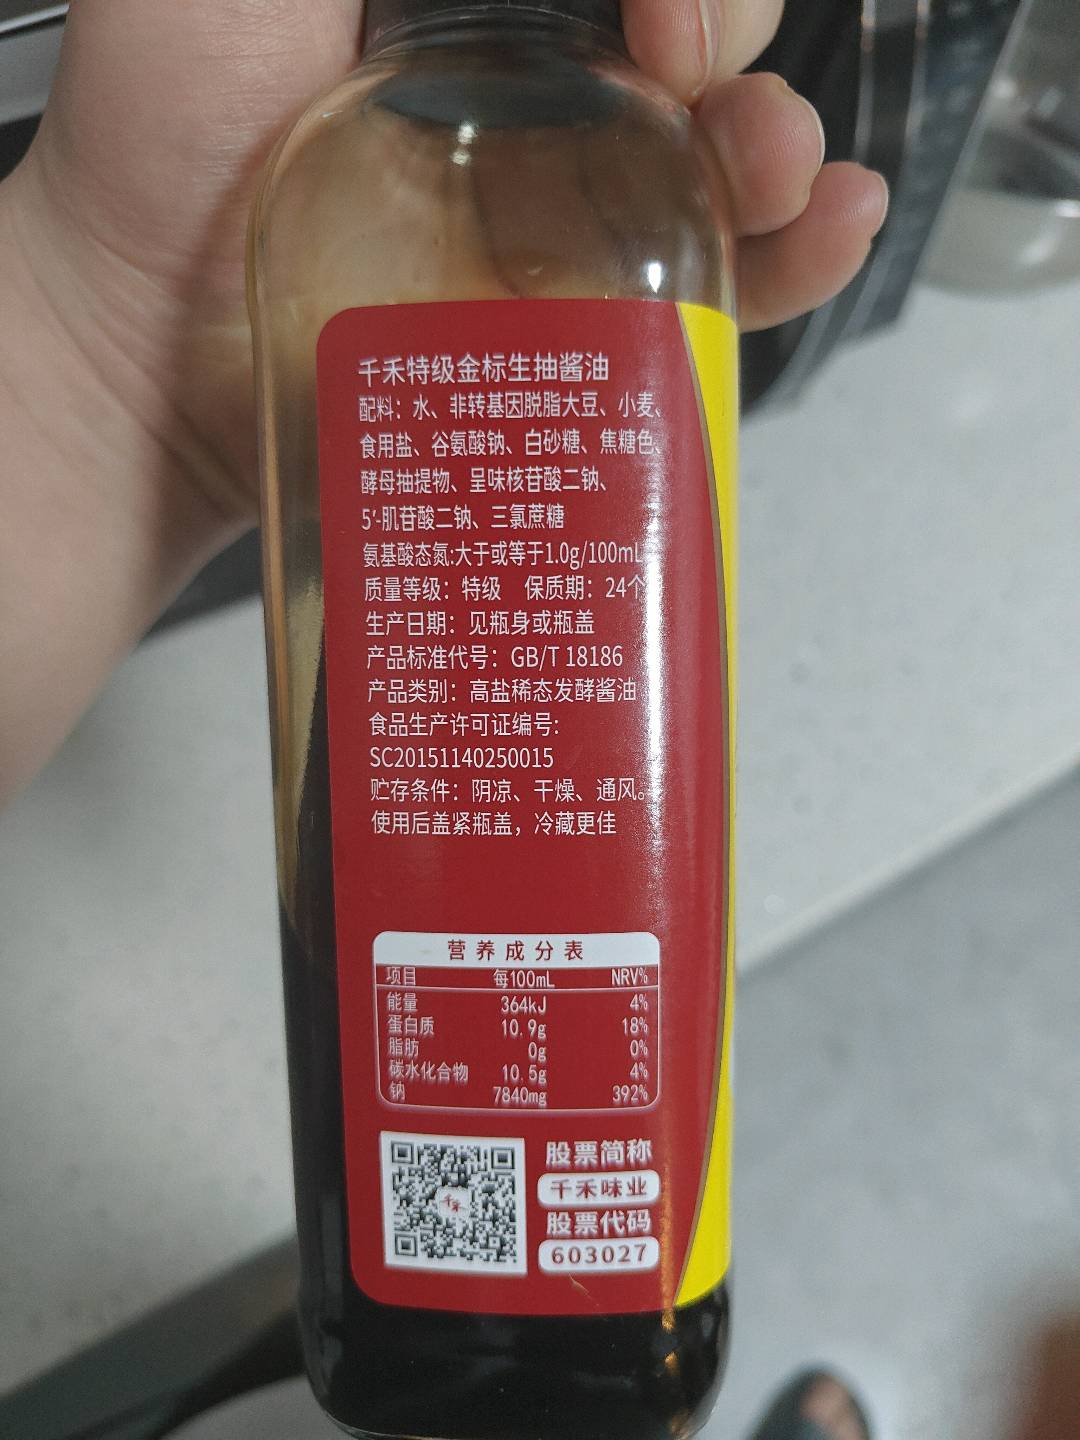 千禾特级金标生抽酱油
配料：水、非转基因脱脂大豆、小麦、
食用盐、谷氨酸钠、白砂糖、焦糖色、
酵母抽提物、呈味核苷酸二钠、
5′-肌苷酸二钠、三氯蔗糖
氨基酸态氮:大于或等于1.0g/100mL
质量等级：特级 保质期：24个
生产日期：见瓶身或瓶盖
产品标准代号：GB/T 18186
产品类别：高盐稀态发酵酱油
食品生产许可证编号:
SC20151140250015
贮存条件：阴凉、干燥、通风。
使用后盖紧瓶盖，冷藏更佳
营养成分表
项目 每100mL NRV%
能量 364kJ 4%
蛋白质 10.9g 18%
脂肪 0g 0%
碳水化合物 10.5g 4%
钠 7840mg 392%
千禾
股票简称
千禾味业
股票代码
603027